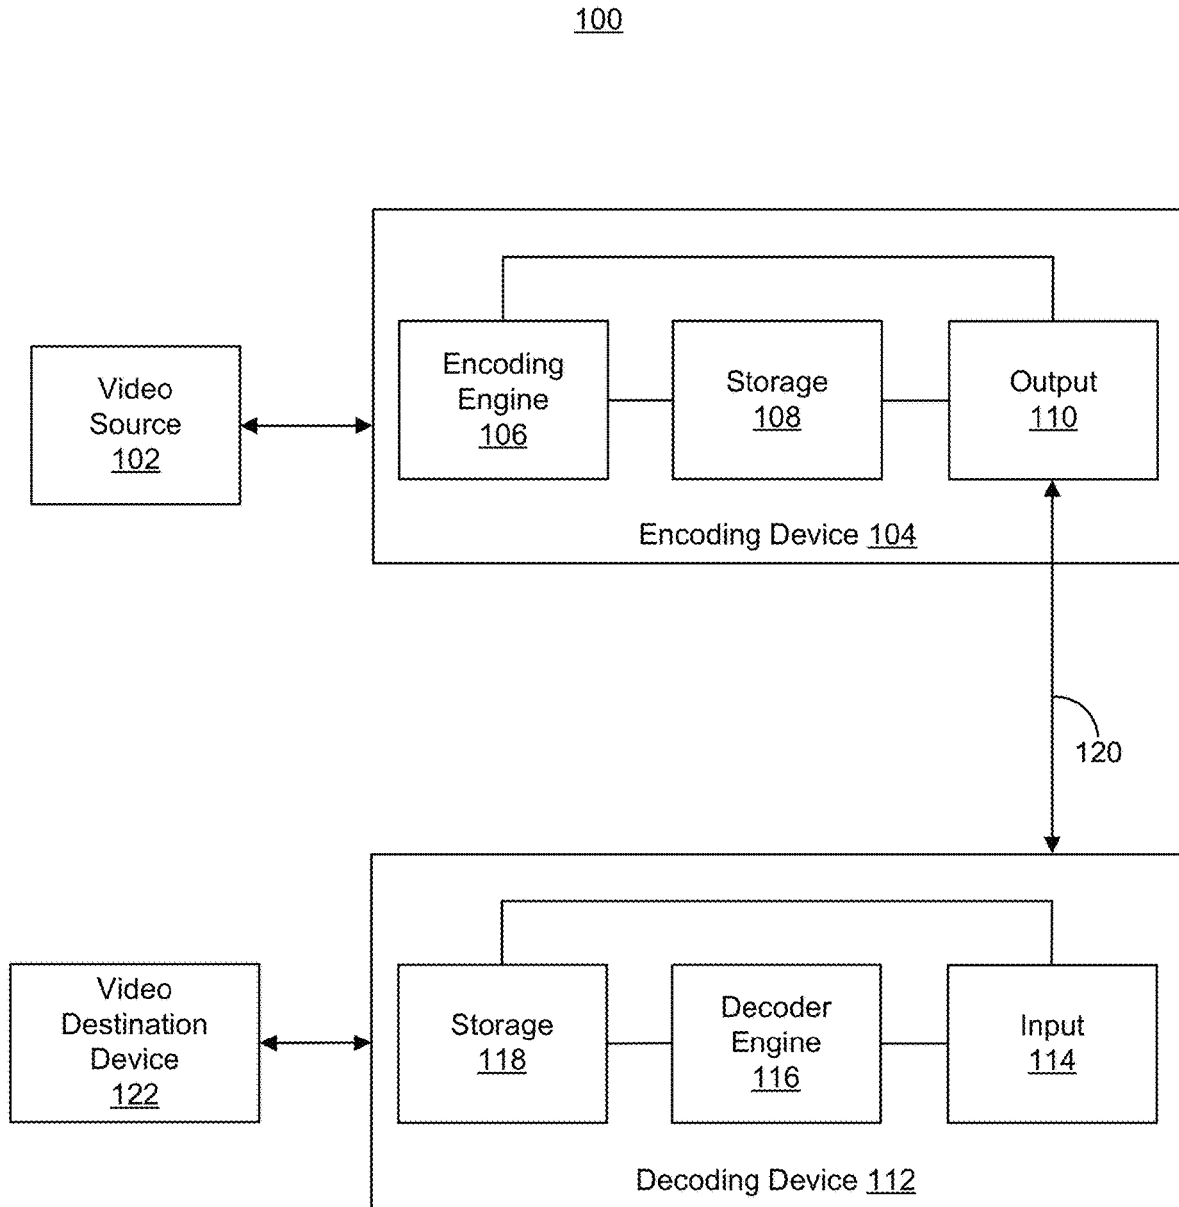 100
Encoding
Engine
106
Storage
108
Output
110
Video
Source
102
Encoding Device 104
120
Video
Destination
Device
122
Storage
118
Decoder
Engine
116
Input
114
Decoding Device 112